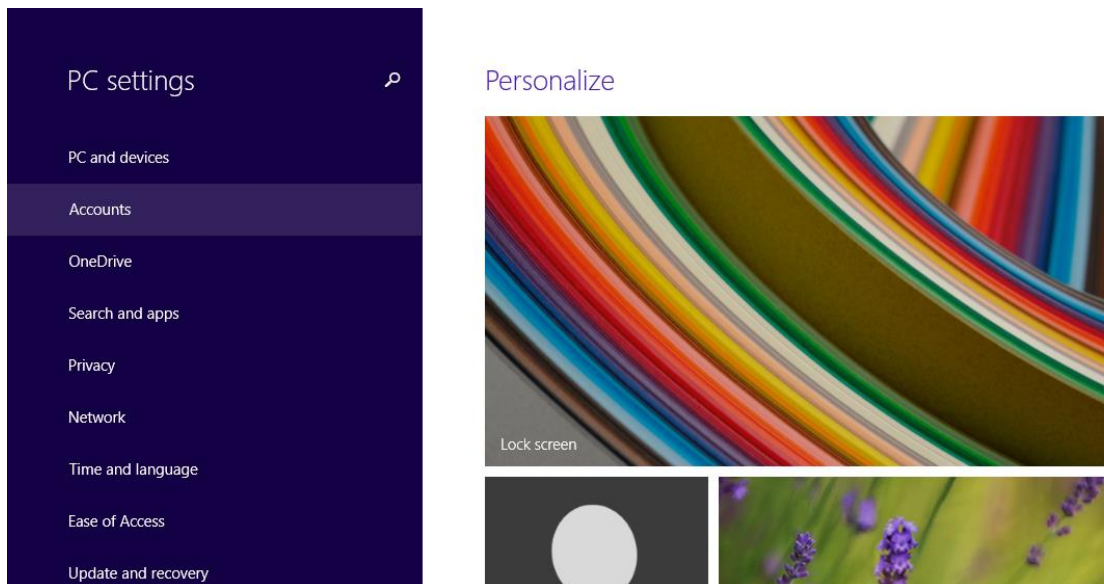 PC settings
Personalize
PC and devices
Accounts
OneDrive
Search and apps
Privacy
Network
Time and language
Ease of Access
Update and recovery
Lock screen